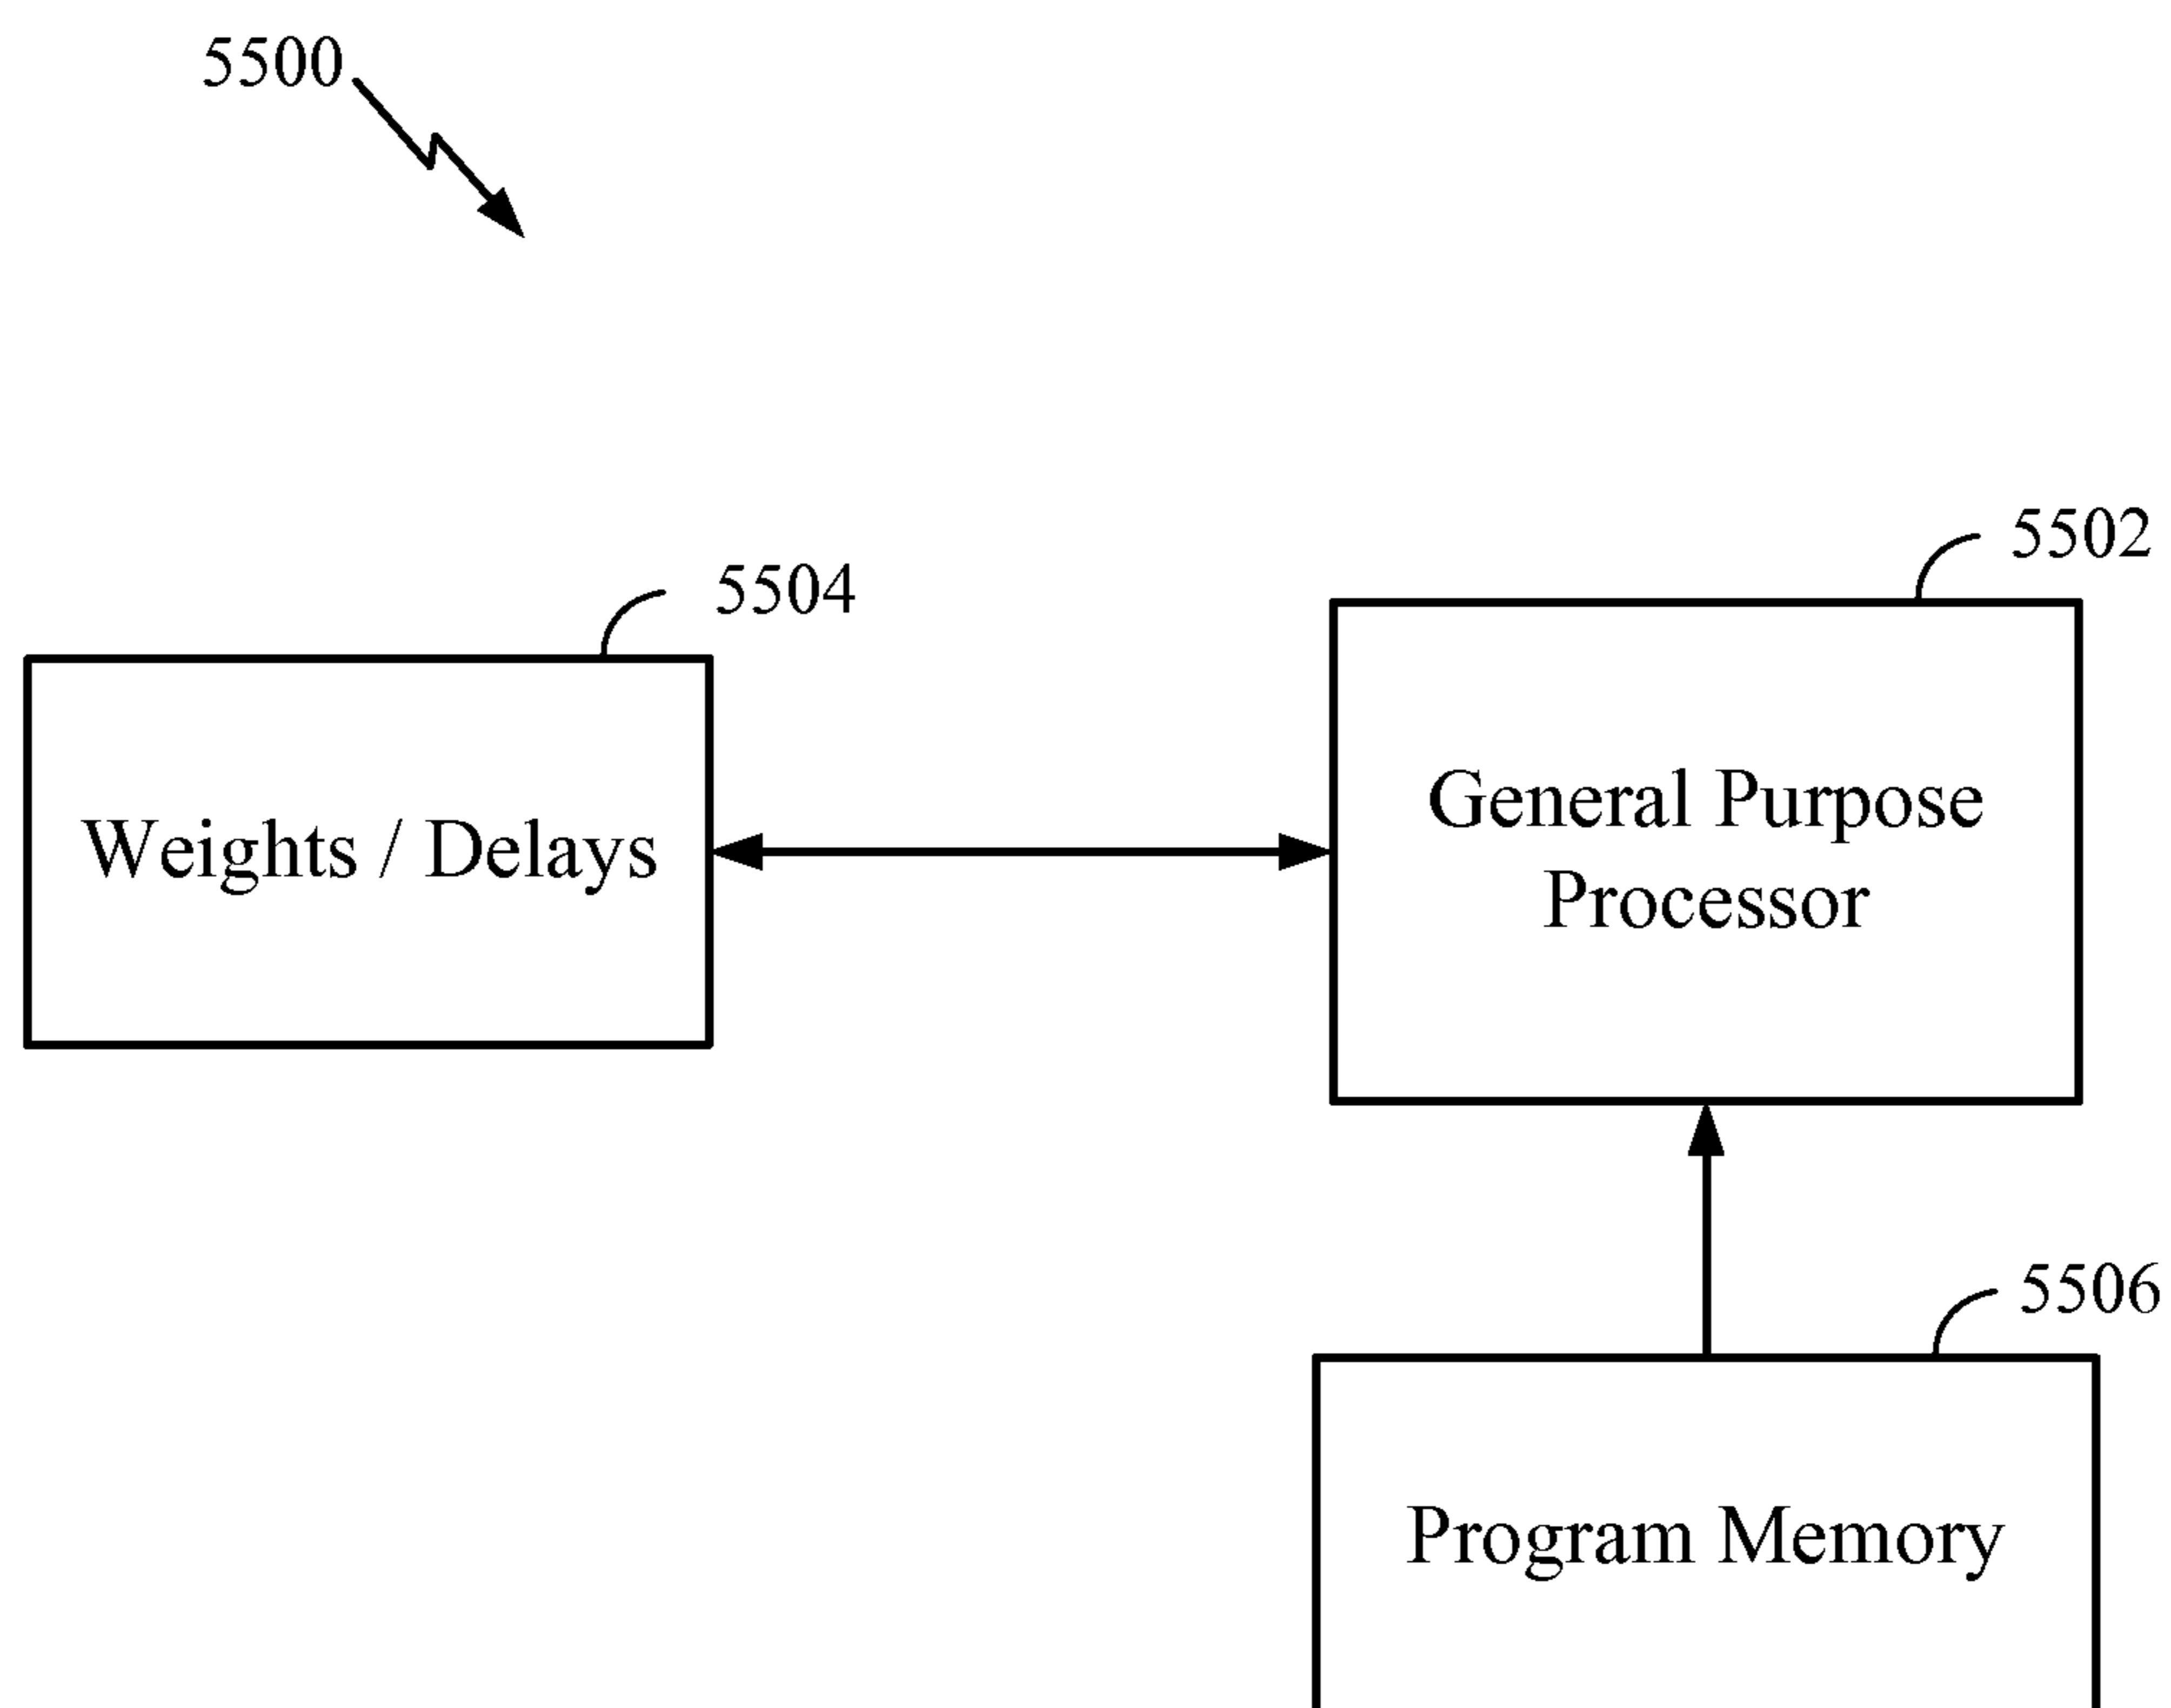 5500
5502
5504
General Purpose
Processor
Weights / Delays
5506
Program Memory